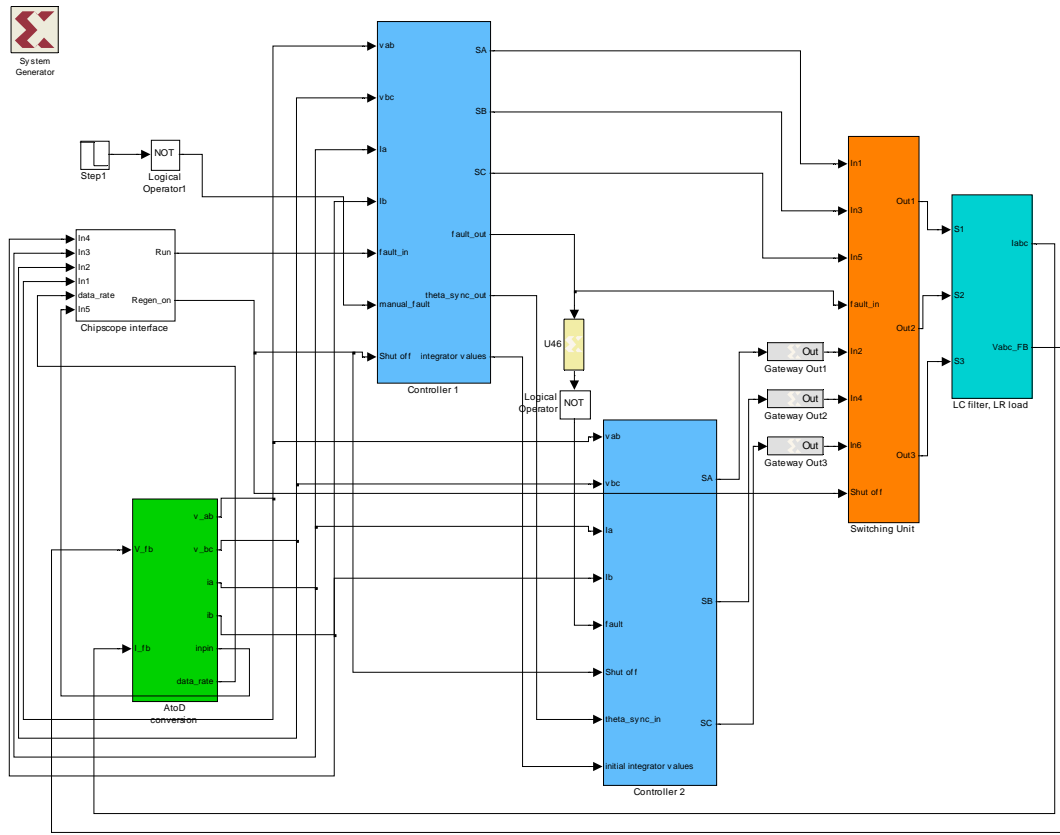 System
Generator
Step1
NOT
Logical
Operator1
In4
In3
In2
In1
data_rate
In5
Run
Regen_on
Chipscope interface
vab
vbc
Ia
Ib
fault_in
manual_fault
Shut off
SA
SB
SC
fault_out
theta_sync_out
integrator values
Controller 1
U46
Logical
Operator
NOT
Out
Gateway Out1
Out
Gateway Out2
Out
Gateway Out3
In1
In3
In5
fault_in
In2
In4
In6
Shut off
Out1
Out2
Out3
Switching Unit
S1
S2
S3
Iabc
Vabc_FB
LC filter, LR load
V_fb
I_fb
v_ab
v_bc
ia
ib
inpin
data_rate
AtoD
conversion
vab
vbc
Ia
Ib
fault
Shut off
theta_sync_in
initial integrator values
SA
SB
SC
Controller 2